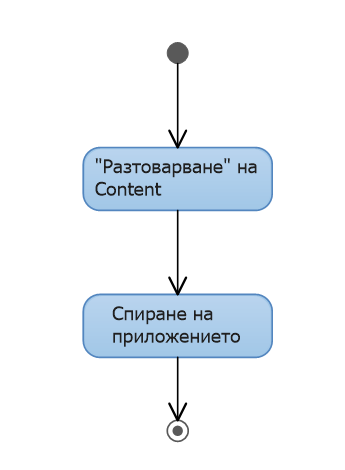 "Разтоварване" на
Content
Спиране на
приложението